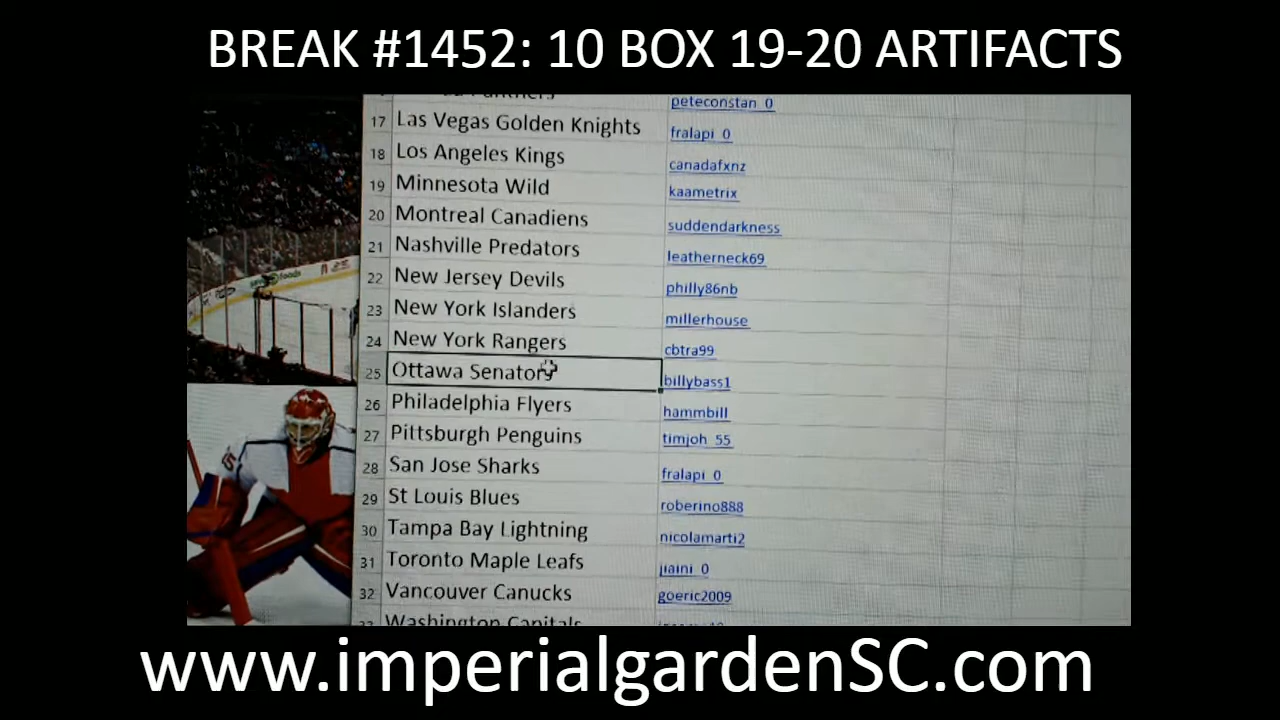 BREAK #1452: 10 BOX 19-20 ARTIFACTS
Panthers peteconstan_0
17 Las Vegas Golden Knights fralapi_0
18 Los Angeles Kings canadafxnz
19 Minnesota Wild kaametrix
20 Montreal Canadiens suddendarkness
21 Nashville Predators leatherneck69
22 New Jersey Devils philly86nb
23 New York Islanders millerhouse
24 New York Rangers cbtra99
25 Ottawa Senators billybass1
26 Philadelphia Flyers hammbill
27 Pittsburgh Penguins timjoh_55
28 San Jose Sharks fralapi_0
29 St Louis Blues roberino888
30 Tampa Bay Lightning nicolamarti2
31 Toronto Maple Leafs jiaini_0
32 Vancouver Canucks goeric2009
33 Washington Capitals
www.imperialgardenSC.com